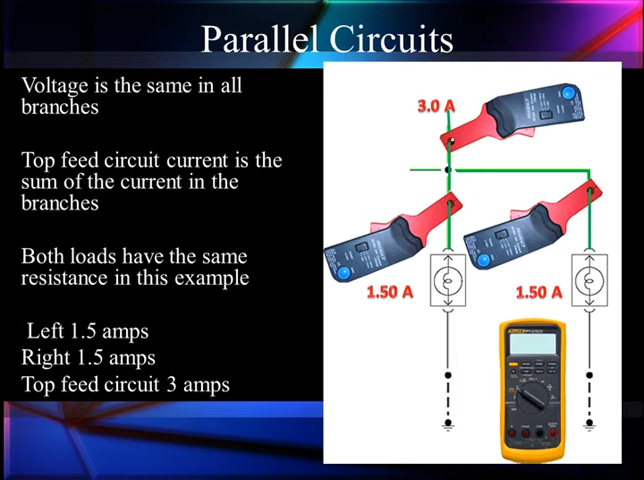 Parallel Circuits
Voltage is the same in all
branches
Top feed circuit current is the
sum of the current in the
branches
Both loads have the same
resistance in this example
Left 1.5 amps
Right 1.5 amps
Top feed circuit 3 amps
3.0 A
1.50 A
1.50 A